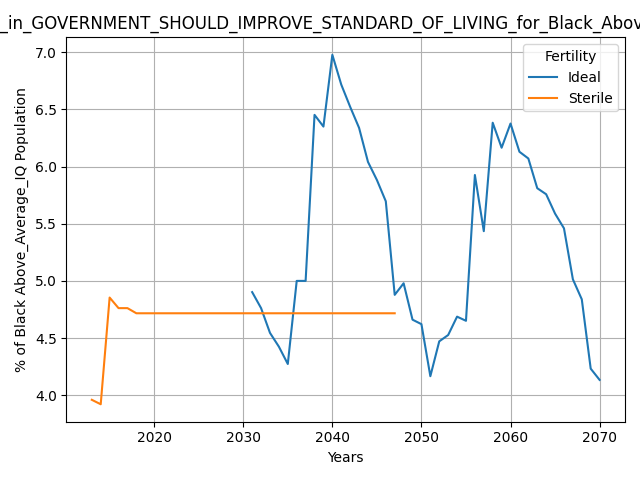 _in_GOVERNMENT_SHOULD_IMPROVE_STANDARD_OF_LIVING_for_Black_Abov
Fertility
Ideal
Sterile
% of Black Above_Average_IQ Population
7.0
6.5
6.0
5.5
5.0
4.5
4.0
2020 2030 2040 2050 2060 2070
Years